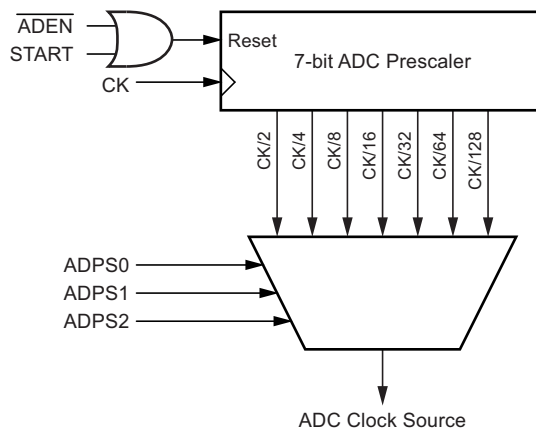 ADEN
START
Reset
7-bit ADC Prescaler
CK
CK/2
CK/4
CK/8
CK/16
CK/32
CK/64
CK/128
ADPS0
ADPS1
ADPS2
ADC Clock Source